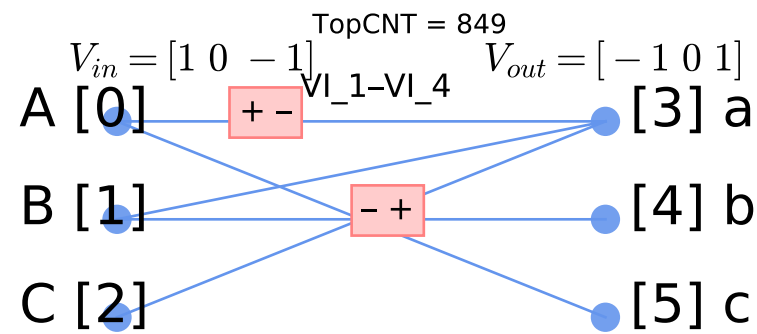 TopCNT = 849
V_in = [1 0 − 1]
V_out = [ − 1 0 1]
VI_1–VI_4
A [0]
+ −
[3] a
B [1]
− +
[4] b
C [2]
[5] c